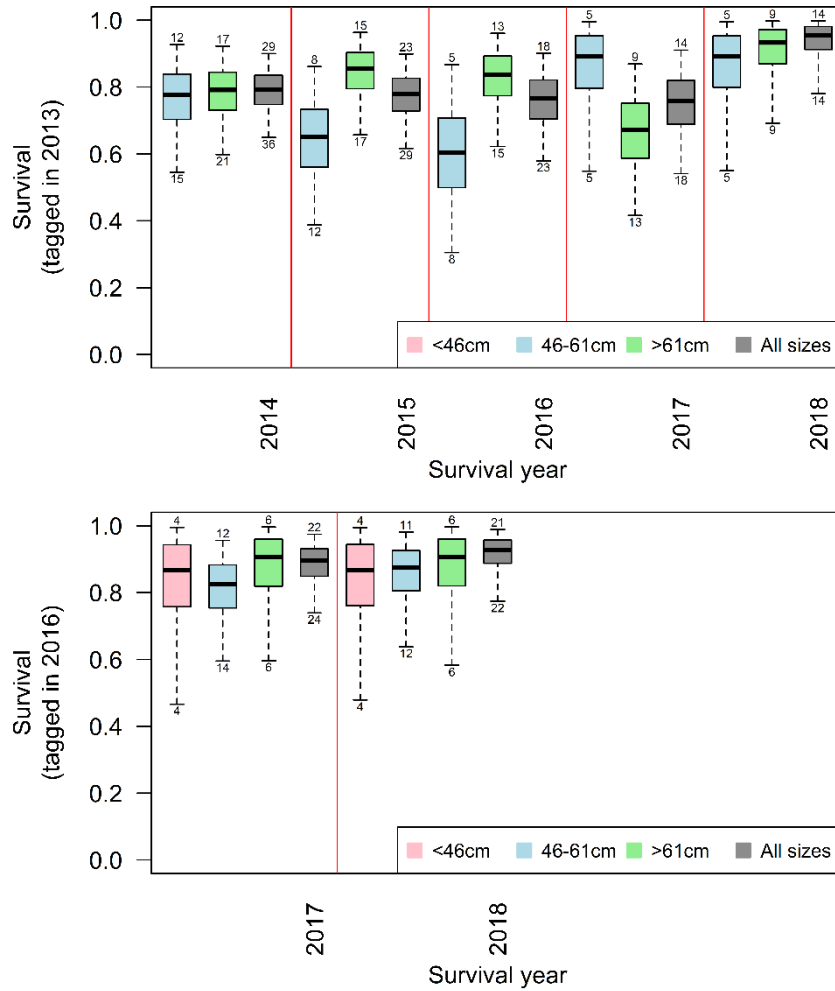 Survival
(tagged in 2013)
1.0
0.8
0.6
0.4
0.2
0.0
12 17 29 8 15 23 5 13 18 5 9 14 5 9 14
15 21 36 12 17 29 8 15 23 5 13 18 5 9 14
<46cm 46-61cm >61cm All sizes
2014 2015 2016 2017 2018
Survival year
Survival
(tagged in 2016)
1.0
0.8
0.6
0.4
0.2
0.0
4 12 6 22 4 11 6 21
4 14 6 24 4 12 6 22
<46cm 46-61cm >61cm All sizes
2017 2018
Survival year